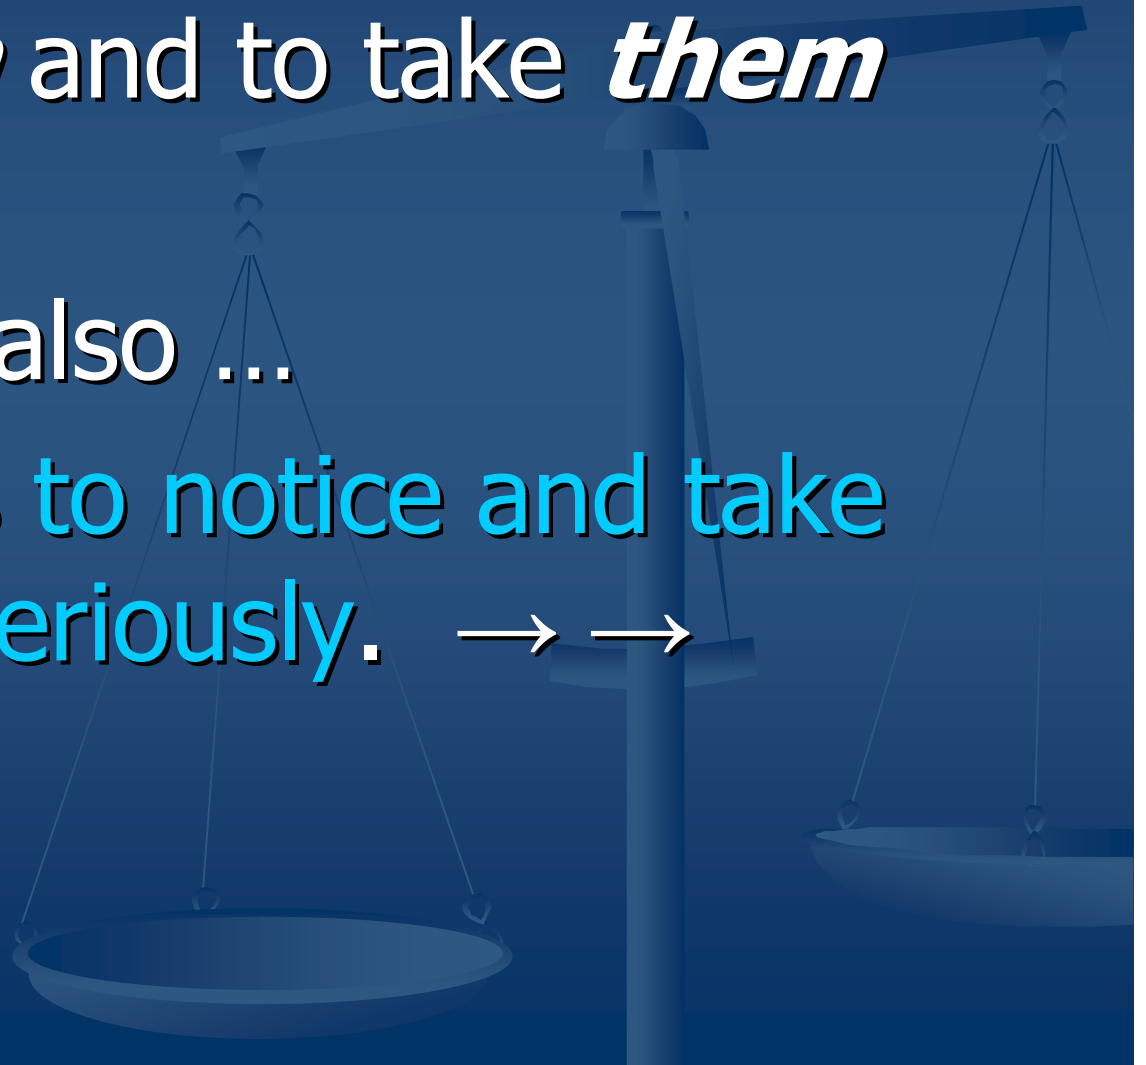 and to take them
also …
to notice and take
eriously. → →